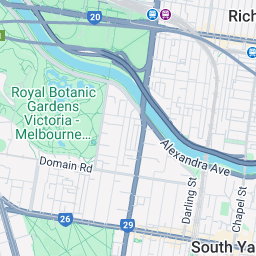 20
Rich
Royal Botanic
Gardens
Victoria -
Melbourne...
Alexandra Ave
Domain Rd
Darling St
Chapel St
26
29
South Ya